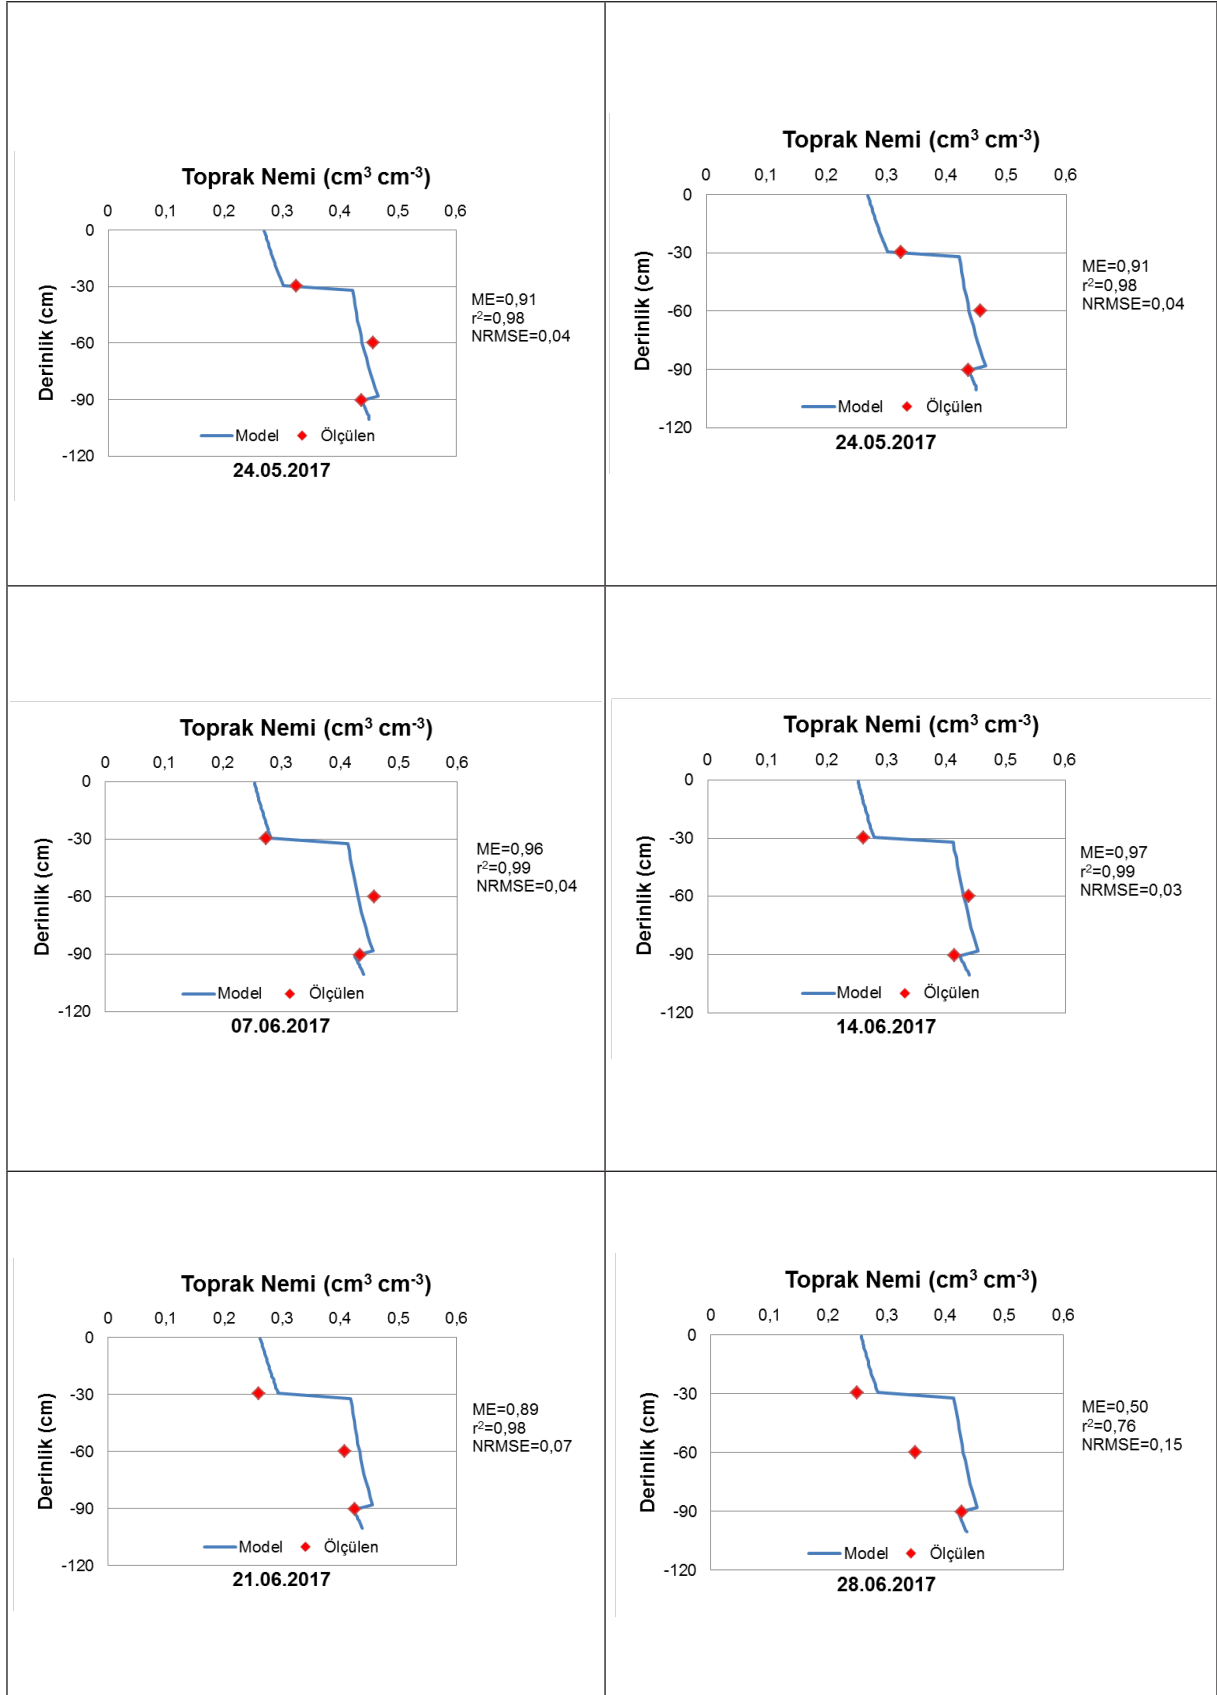 Toprak Nemi (cm³ cm⁻³)
0 0,1 0,2 0,3 0,4 0,5 0,6
0
-30
-60
-90
-120
Derinlik (cm)
ME=0,91
r²=0,98
NRMSE=0,04
Model Ölçülen
24.05.2017
Toprak Nemi (cm³ cm⁻³)
0 0,1 0,2 0,3 0,4 0,5 0,6
0
-30
-60
-90
-120
Derinlik (cm)
ME=0,91
r²=0,98
NRMSE=0,04
Model Ölçülen
24.05.2017
Toprak Nemi (cm³ cm⁻³)
0 0,1 0,2 0,3 0,4 0,5 0,6
0
-30
-60
-90
-120
Derinlik (cm)
ME=0,96
r²=0,99
NRMSE=0,04
Model Ölçülen
07.06.2017
Toprak Nemi (cm³ cm⁻³)
0 0,1 0,2 0,3 0,4 0,5 0,6
0
-30
-60
-90
-120
Derinlik (cm)
ME=0,97
r²=0,99
NRMSE=0,03
Model Ölçülen
14.06.2017
Toprak Nemi (cm³ cm⁻³)
0 0,1 0,2 0,3 0,4 0,5 0,6
0
-30
-60
-90
-120
Derinlik (cm)
ME=0,89
r²=0,98
NRMSE=0,07
Model Ölçülen
21.06.2017
Toprak Nemi (cm³ cm⁻³)
0 0,1 0,2 0,3 0,4 0,5 0,6
0
-30
-60
-90
-120
Derinlik (cm)
ME=0,50
r²=0,76
NRMSE=0,15
Model Ölçülen
28.06.2017